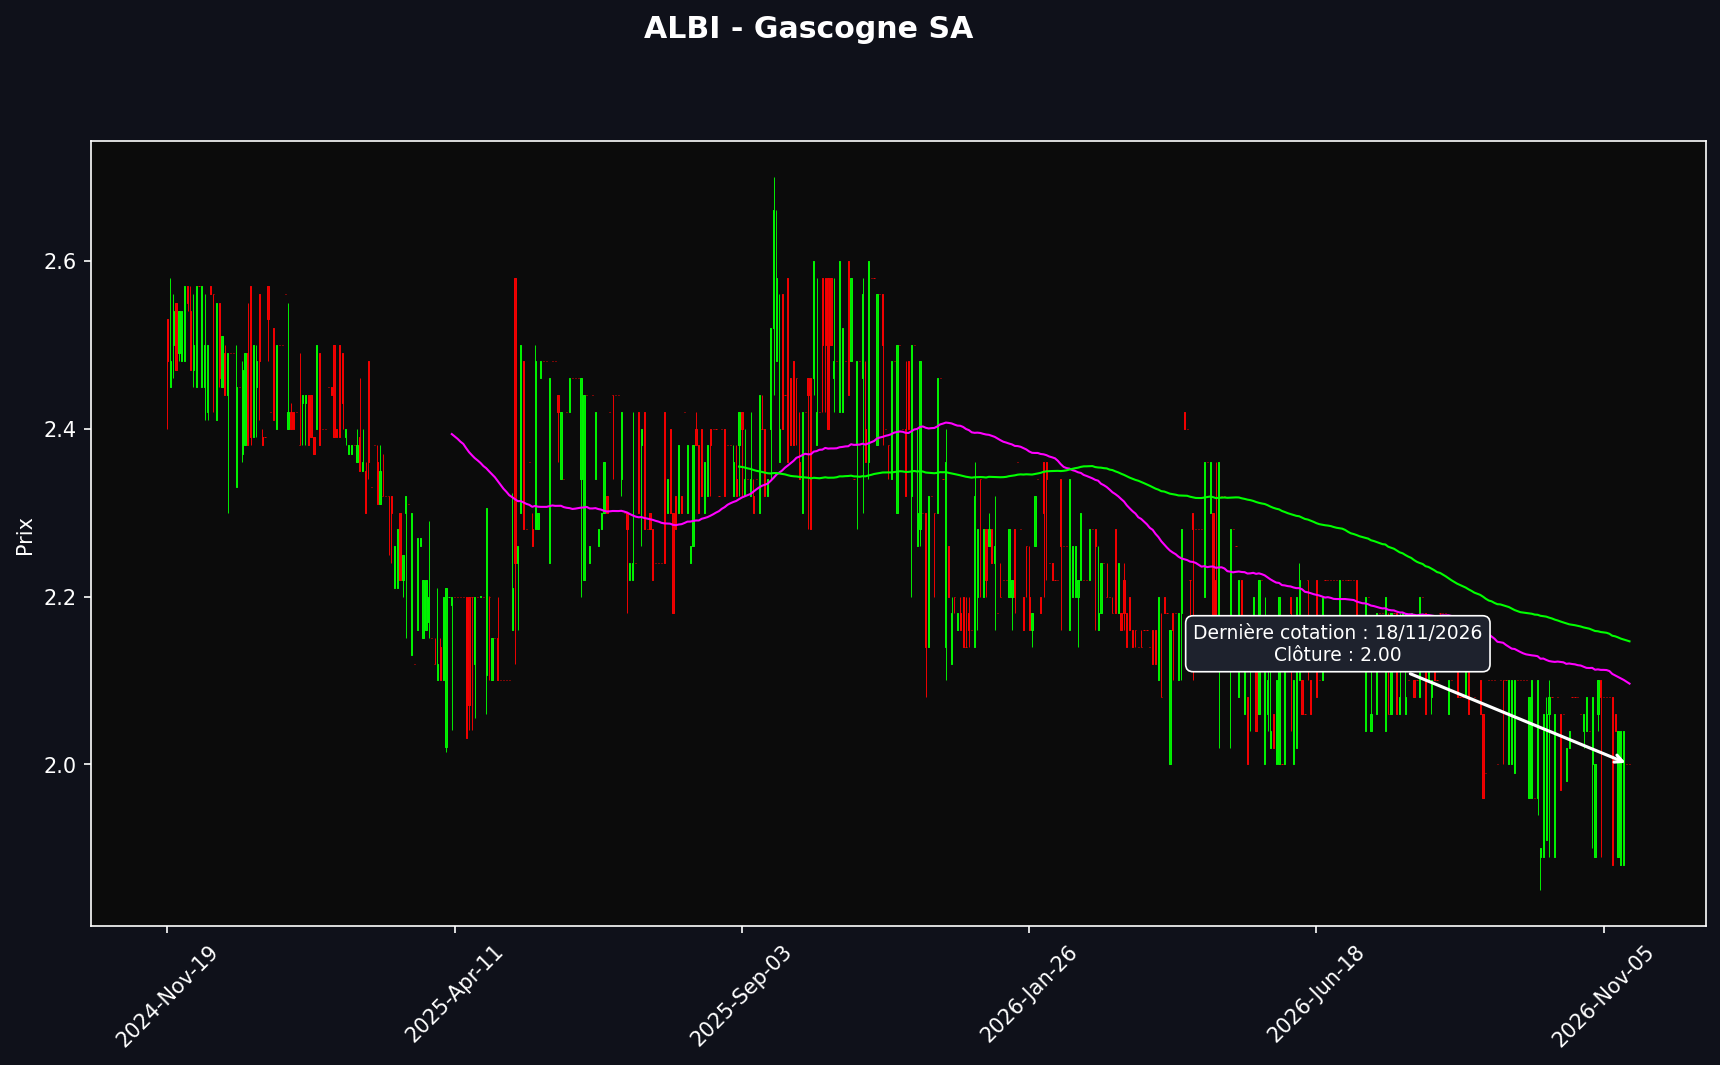 ALBI - Gascogne SA
Prix
2.6
2.4
2.2
2.0
Dernière cotation : 18/11/2026
Clôture : 2.00
2024-Nov-19
2025-Apr-11
2025-Sep-03
2026-Jan-26
2026-Jun-18
2026-Nov-05